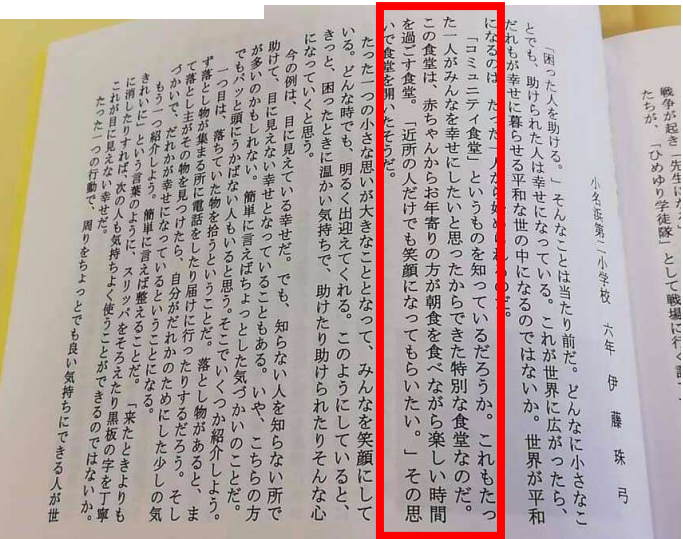 戦争が起き「先生になる」
たちが、「ひめゆり学徒隊」として戦場に行く
小名浜第二小学校　六年　伊藤　珠弓
「困った人を助ける。」そんなことは当たり前だ。どんなに小さなこ
とでも、助けられた人は幸せになっている。これが世界に広がったら、
だれもが幸せに暮らせる平和な世の中になるのではないか。世界が平和
になるのは、たった一人から始められるものだ。
「コミュニティ食堂」というものを知っているだろうか。これもたっ
た一人がみんなを幸せにしたいと思ったからできた特別な食堂なのだ。
この食堂は、赤ちゃんからお年寄りの方が朝食を食べながら楽しい時間
を過ごす食堂。「近所の人だけでも笑顔になってもらいたい。」その思
いで食堂を開いたそうだ。
たった一つの小さな思いが大きなこととなって、みんなを笑顔にして
いる。どんな時でも、明るく出迎えてくれる。このようにしていると、
きっと、困ったときに温かい気持ちで、助けたり助けられたりそんな心
になっていくと思う。
今の例は、目に見えている幸せだ。でも、知らない人を知らない所で
助けて、目に見えない幸せとなっていることもある。いや、こちらの方
が多いのかもしれない。簡単に言えばちょっとした気づかいのことだ。
でもパッと頭にうかばない人もいると思う。そこでいくつか紹介しよう。
一つ目は、落ちていた物を拾うということだ。落とし物があると、ま
ず落とし物が集まる所に電話をしたり届けに行ったりするだろう。そし
て落とし主がその物を見つけたら、自分がだれかのためにした少しの気
づかいで、だれかが幸せになっているということになる。
もう一つ紹介しよう。簡単に言えば整えることだ。「来たときよりも
きれいに」という言葉のように、スリッパをそろえたり黒板の字を丁寧
に消したりすれば、次の人も気持ちよく使うことができるのではないか。
これが目に見えない幸せだ。
たった一つの行動で、周りをちょっとでも良い気持ちにできる人が世